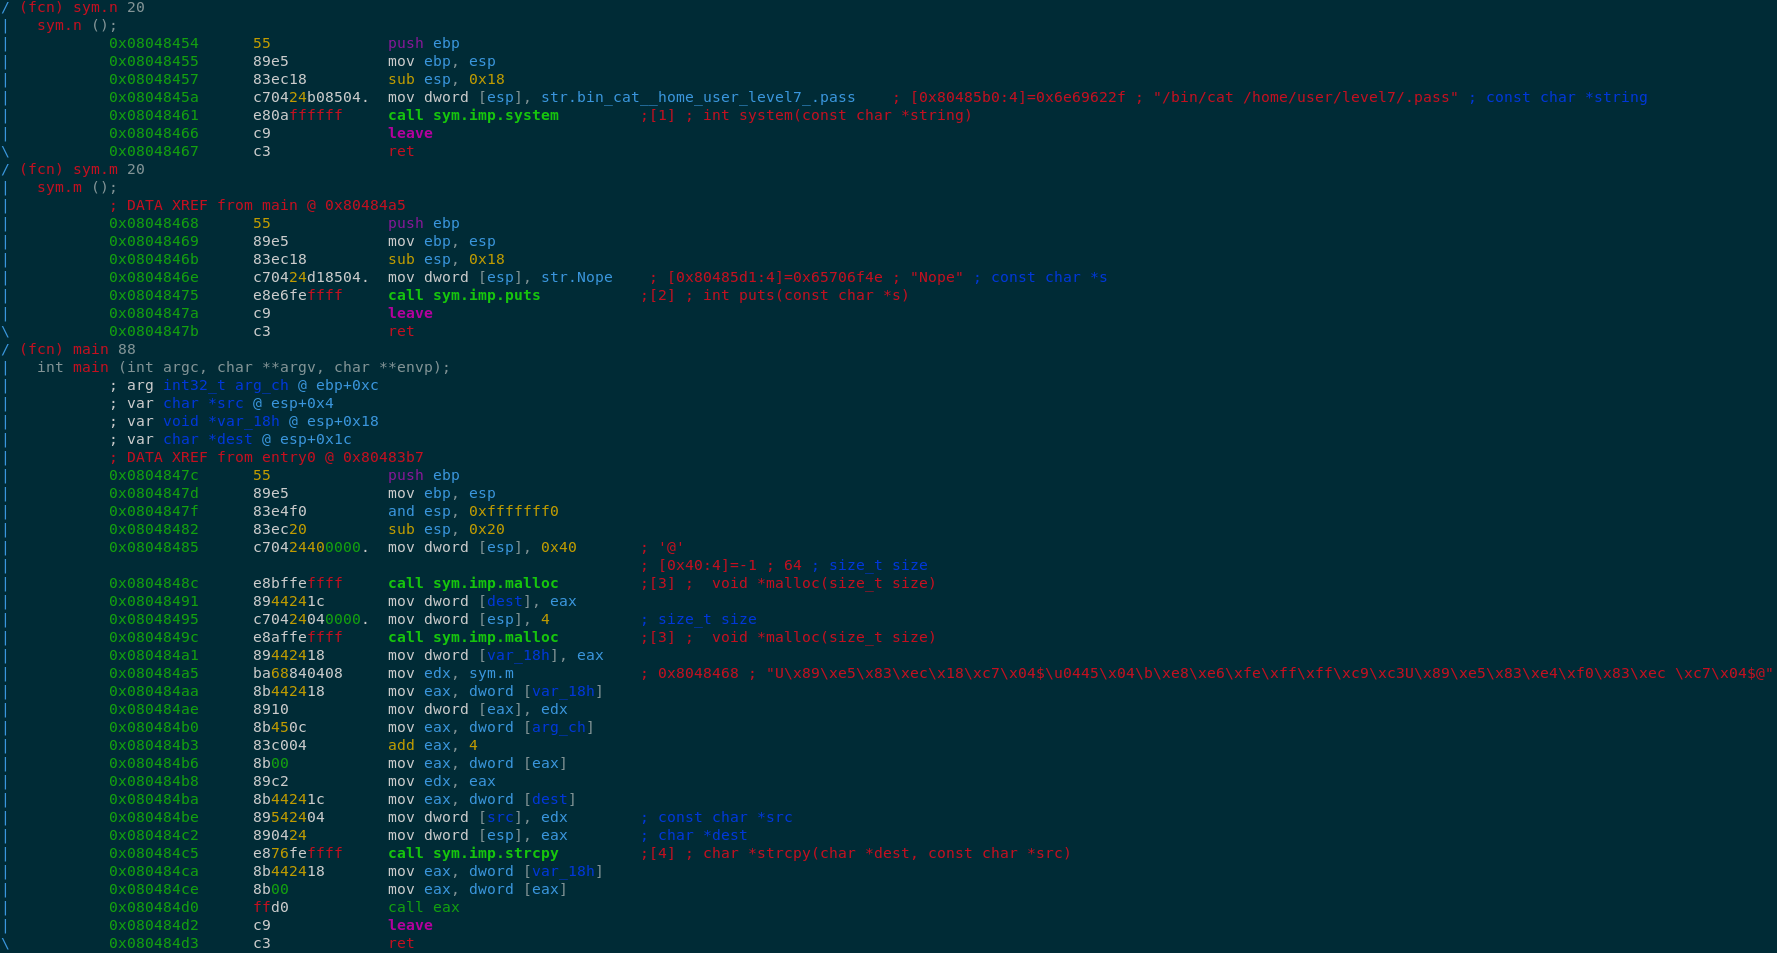 / (fcn) sym.n 20
|   sym.n ();
|           0x08048454      55             push ebp
|           0x08048455      89e5           mov ebp, esp
|           0x08048457      83ec18         sub esp, 0x18
|           0x0804845a      c70424b08504.  mov dword [esp], str.bin_cat__home_user_level7_.pass    ; [0x80485b0:4]=0x6e69622f ; "/bin/cat /home/user/level7/.pass" ; const char *string
|           0x08048461      e80affffff     call sym.imp.system         ;[1] ; int system(const char *string)
|           0x08048466      c9             leave
\           0x08048467      c3             ret
/ (fcn) sym.m 20
|   sym.m ();
|           ; DATA XREF from main @ 0x80484a5
|           0x08048468      55             push ebp
|           0x08048469      89e5           mov ebp, esp
|           0x0804846b      83ec18         sub esp, 0x18
|           0x0804846e      c70424d18504.  mov dword [esp], str.Nope    ; [0x80485d1:4]=0x65706f4e ; "Nope" ; const char *s
|           0x08048475      e8e6feffff     call sym.imp.puts           ;[2] ; int puts(const char *s)
|           0x0804847a      c9             leave
\           0x0804847b      c3             ret
/ (fcn) main 88
|   int main (int argc, char **argv, char **envp);
|           ; arg int32_t arg_ch @ ebp+0xc
|           ; var char *src @ esp+0x4
|           ; var void *var_18h @ esp+0x18
|           ; var char *dest @ esp+0x1c
|           ; DATA XREF from entry0 @ 0x80483b7
|           0x0804847c      55             push ebp
|           0x0804847d      89e5           mov ebp, esp
|           0x0804847f      83e4f0         and esp, 0xfffffff0
|           0x08048482      83ec20         sub esp, 0x20
|           0x08048485      c70424400000.  mov dword [esp], 0x40       ; '@'
|                                                                      ; [0x40:4]=-1 ; 64 ; size_t size
|           0x0804848c      e8bffeffff     call sym.imp.malloc         ;[3] ;  void *malloc(size_t size)
|           0x08048491      8944241c       mov dword [dest], eax
|           0x08048495      c70424040000.  mov dword [esp], 4          ; size_t size
|           0x0804849c      e8affeffff     call sym.imp.malloc         ;[3] ;  void *malloc(size_t size)
|           0x080484a1      89442418       mov dword [var_18h], eax
|           0x080484a5      ba68840408     mov edx, sym.m              ; 0x8048468 ; "U\x89\xe5\x83\xec\x18\xc7\x04$\u0445\x04\b\xe8\xe6\xfe\xff\xff\xc9\xc3U\x89\xe5\x83\xe4\xf0\x83\xec \xc7\x04$@"
|           0x080484aa      8b442418       mov eax, dword [var_18h]
|           0x080484ae      8910           mov dword [eax], edx
|           0x080484b0      8b450c         mov eax, dword [arg_ch]
|           0x080484b3      83c004         add eax, 4
|           0x080484b6      8b00           mov eax, dword [eax]
|           0x080484b8      89c2           mov edx, eax
|           0x080484ba      8b44241c       mov eax, dword [dest]
|           0x080484be      89542404       mov dword [src], edx        ; const char *src
|           0x080484c2      890424         mov dword [esp], eax        ; char *dest
|           0x080484c5      e876feffff     call sym.imp.strcpy         ;[4] ; char *strcpy(char *dest, const char *src)
|           0x080484ca      8b442418       mov eax, dword [var_18h]
|           0x080484ce      8b00           mov eax, dword [eax]
|           0x080484d0      ffd0           call eax
|           0x080484d2      c9             leave
\           0x080484d3      c3             ret